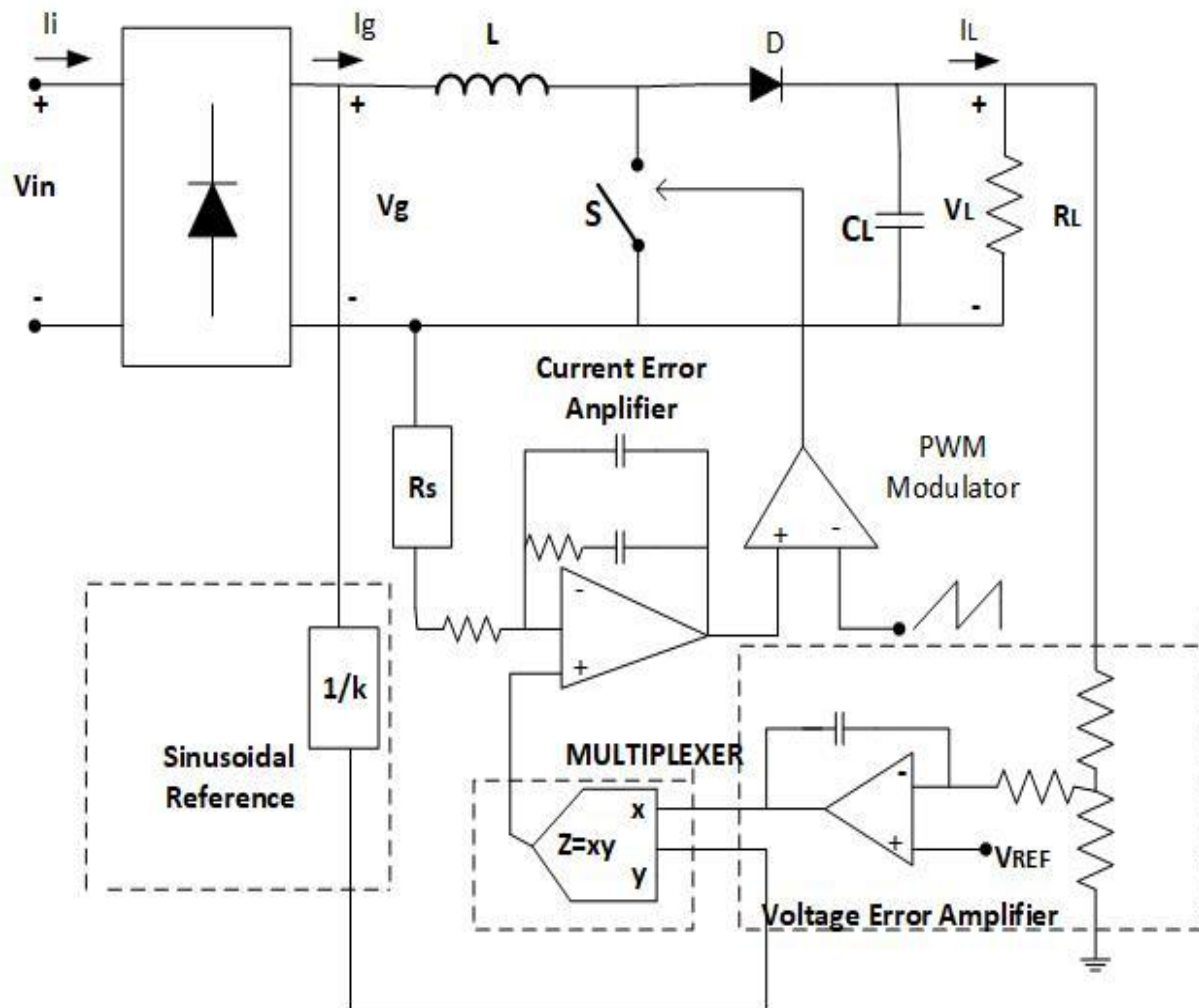 Ii
Ig
L
D
IL
+
+
+
Vin
Vg
S
CL
VL
RL
-
-
-
Current Error
Anplifier
PWM
Modulator
Rs
+ -
-
+
1/k
Sinusoidal
Reference
MULTIPLEXER
x
Z=xy
y
-
+
VREF
Voltage Error Amplifier